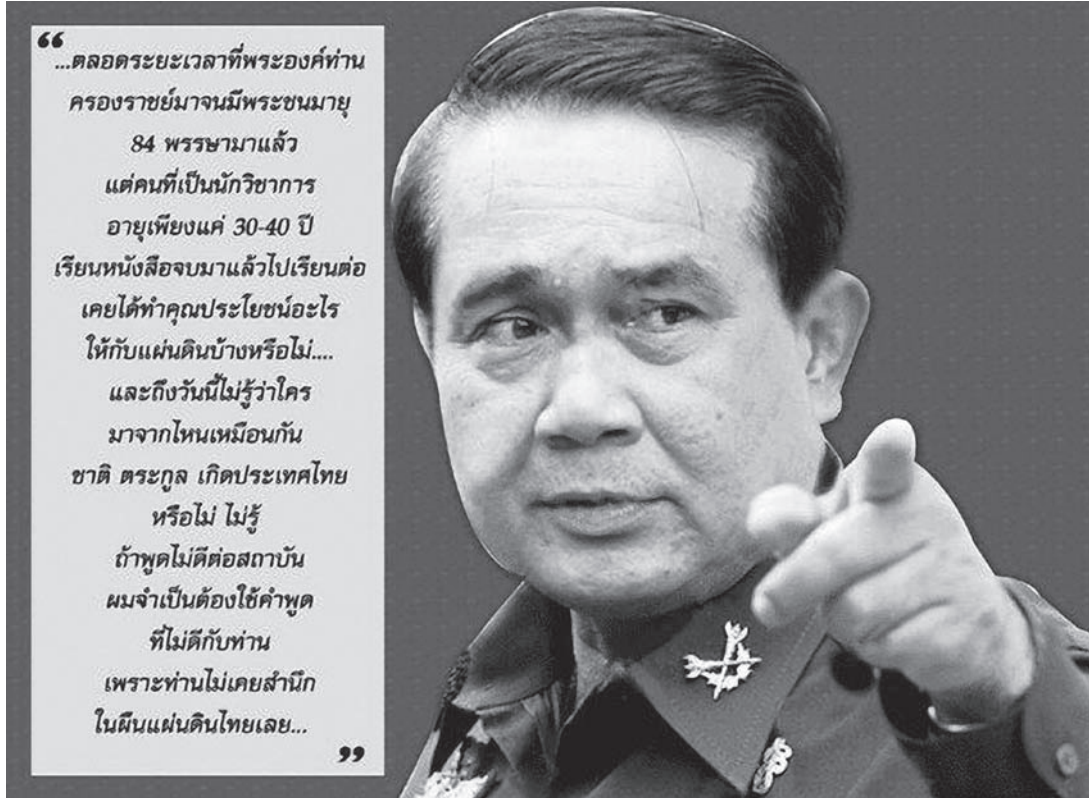 “
...ตลอดระยะเวลาที่พระองค์ท่าน
ครองราชย์มาจนมีพระชนมายุ
84 พรรษามาแล้ว
แต่คนที่เป็นนักวิชาการ
อายุเพียงแค่ 30-40 ปี
เรียนหนังสือจบมาแล้วไปเรียนต่อ
เคยได้ทำคุณประโยชน์อะไร
ให้กับแผ่นดินบ้างหรือไม่....
และถึงวันนี้ไม่รู้ว่าใคร
มาจากไหนเหมือนกัน
ชาติ ตระกูล เกิดประเทศไทย
หรือไม่ ไม่รู้
ถ้าพูดไม่ดีต่อสถาบัน
ผมจำเป็นต้องใช้คำพูด
ที่ไม่ดีกับท่าน
เพราะท่านไม่เคยสำนึก
ในผืนแผ่นดินไทยเลย...
”